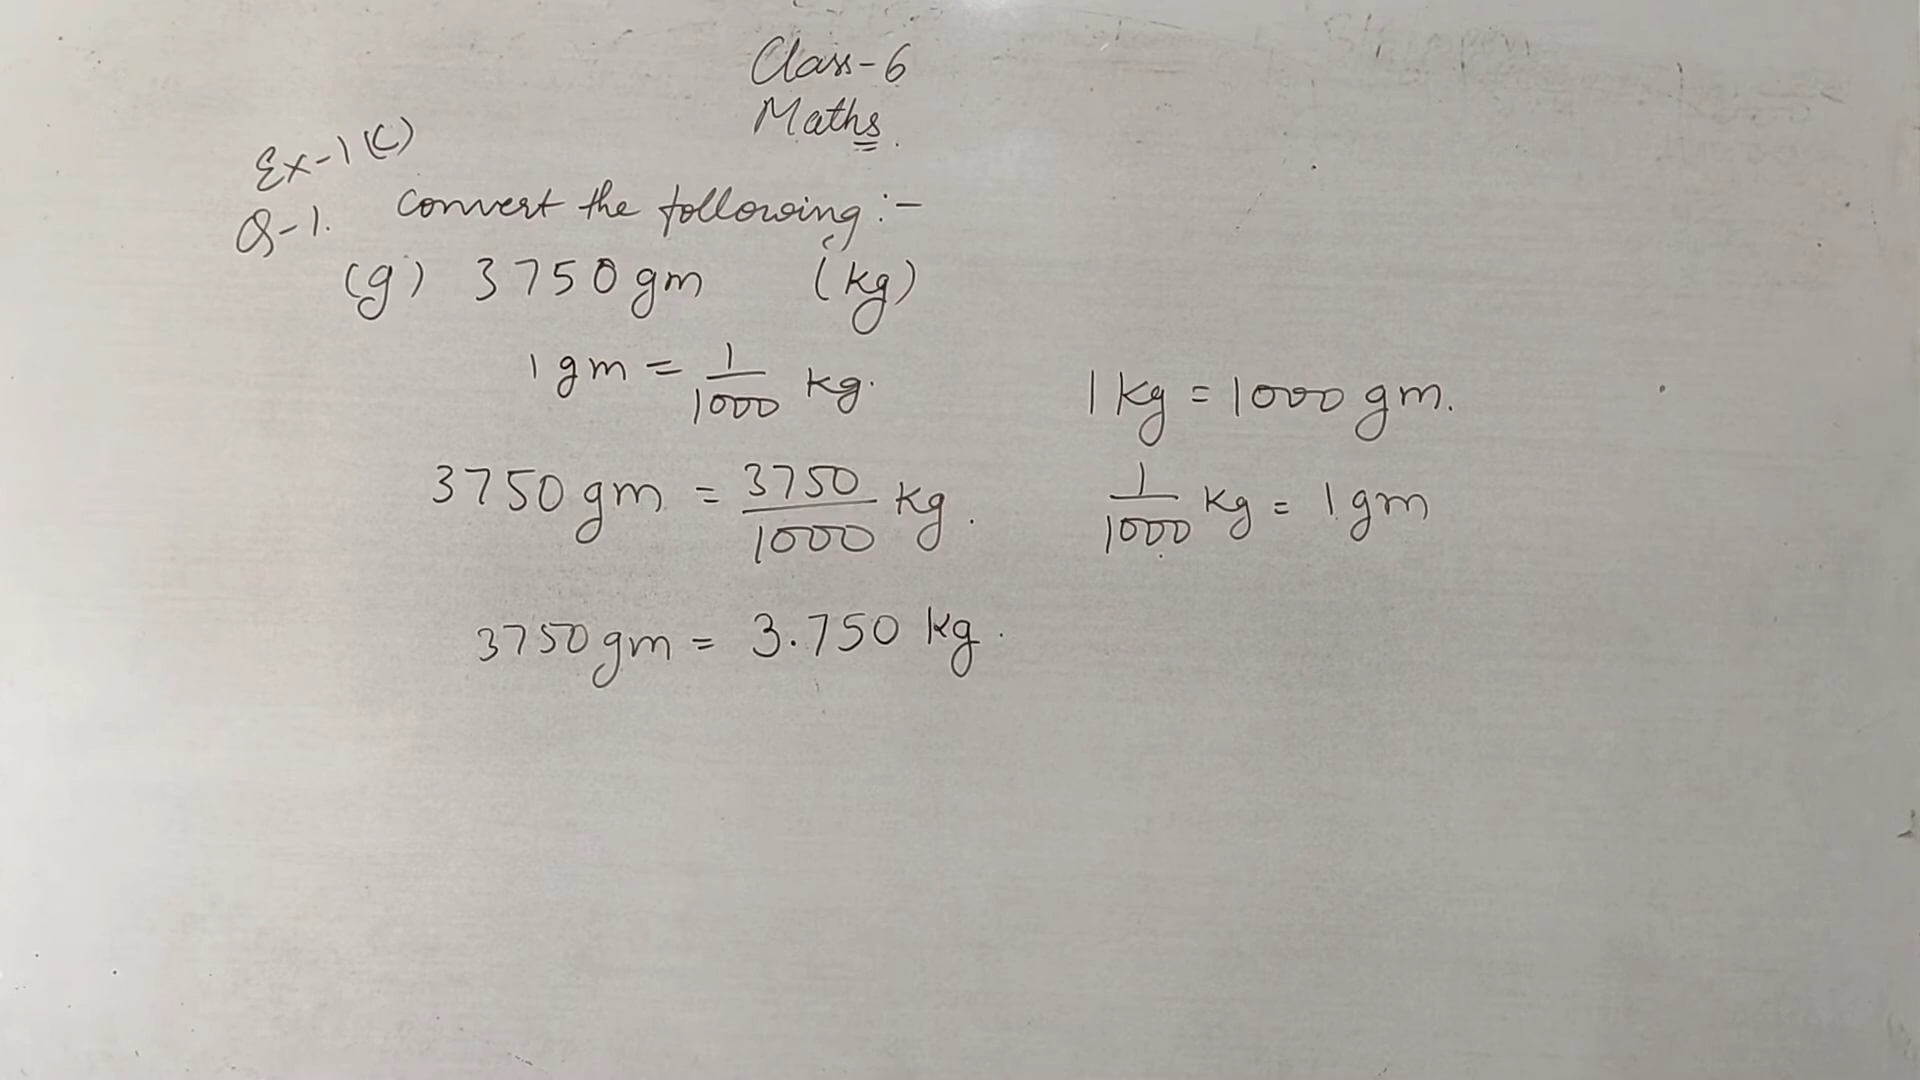 Class-6
Maths.
Ex-1(C)
Q-1. Convert the following:-
(g) 3750 gm (kg)
1 gm = 1/1000 kg.
1 kg = 1000 gm.
3750 gm = 3750/1000 kg.
1/1000 kg = 1 gm
3750 gm = 3.750 kg.